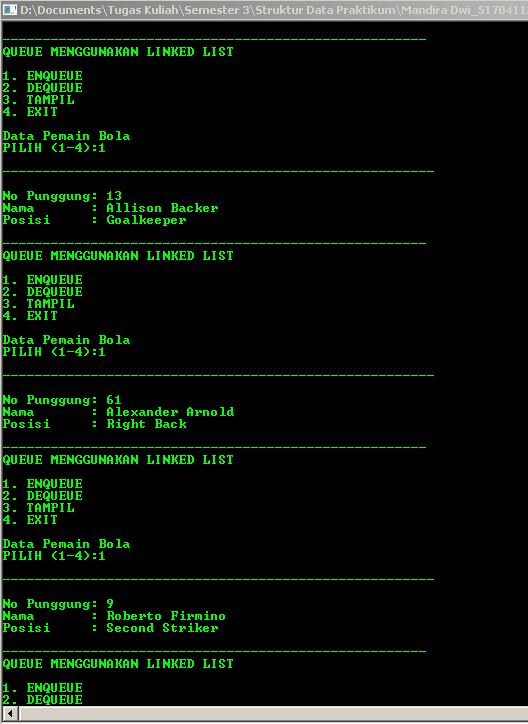 D:\Documents\Tugas Kuliah\Semester 3\Struktur Data Praktikum\Mandira Dwi_5170411
QUEUE MENGGUNAKAN LINKED LIST
1. ENQUEUE
2. DEQUEUE
3. TAMPIL
4. EXIT
Data Pemain Bola
PILIH (1-4):1
No Punggung: 13
Nama : Allison Backer
Posisi : Goalkeeper
QUEUE MENGGUNAKAN LINKED LIST
1. ENQUEUE
2. DEQUEUE
3. TAMPIL
4. EXIT
Data Pemain Bola
PILIH (1-4):1
No Punggung: 61
Nama : Alexander Arnold
Posisi : Right Back
QUEUE MENGGUNAKAN LINKED LIST
1. ENQUEUE
2. DEQUEUE
3. TAMPIL
4. EXIT
Data Pemain Bola
PILIH (1-4):1
No Punggung: 9
Nama : Roberto Firmino
Posisi : Second Striker
QUEUE MENGGUNAKAN LINKED LIST
1. ENQUEUE
2. DEQUEUE